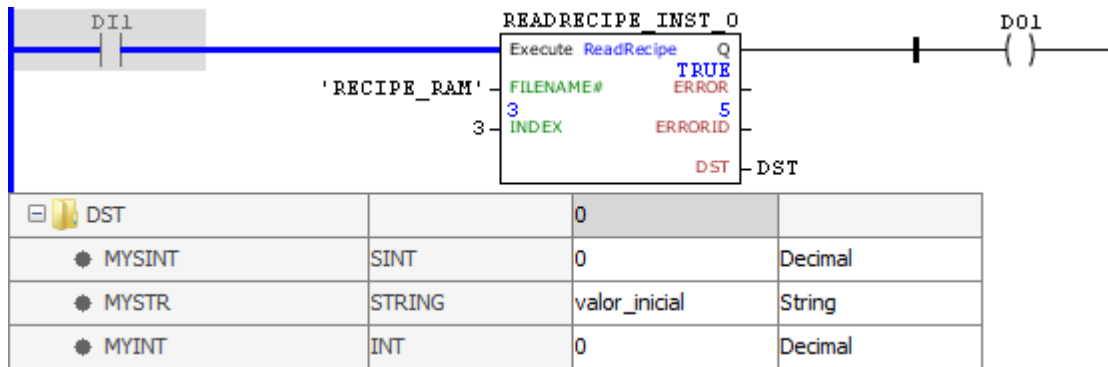 DI1 READRECIPE_INST_0 DO1
Execute ReadRecipe Q
TRUE
'RECIPE_RAM' FILENAME# ERROR
3 5
3 INDEX ERRORID
DST DST
DST 0
MYSINT SINT 0 Decimal
MYSTR STRING valor_inicial String
MYINT INT 0 Decimal